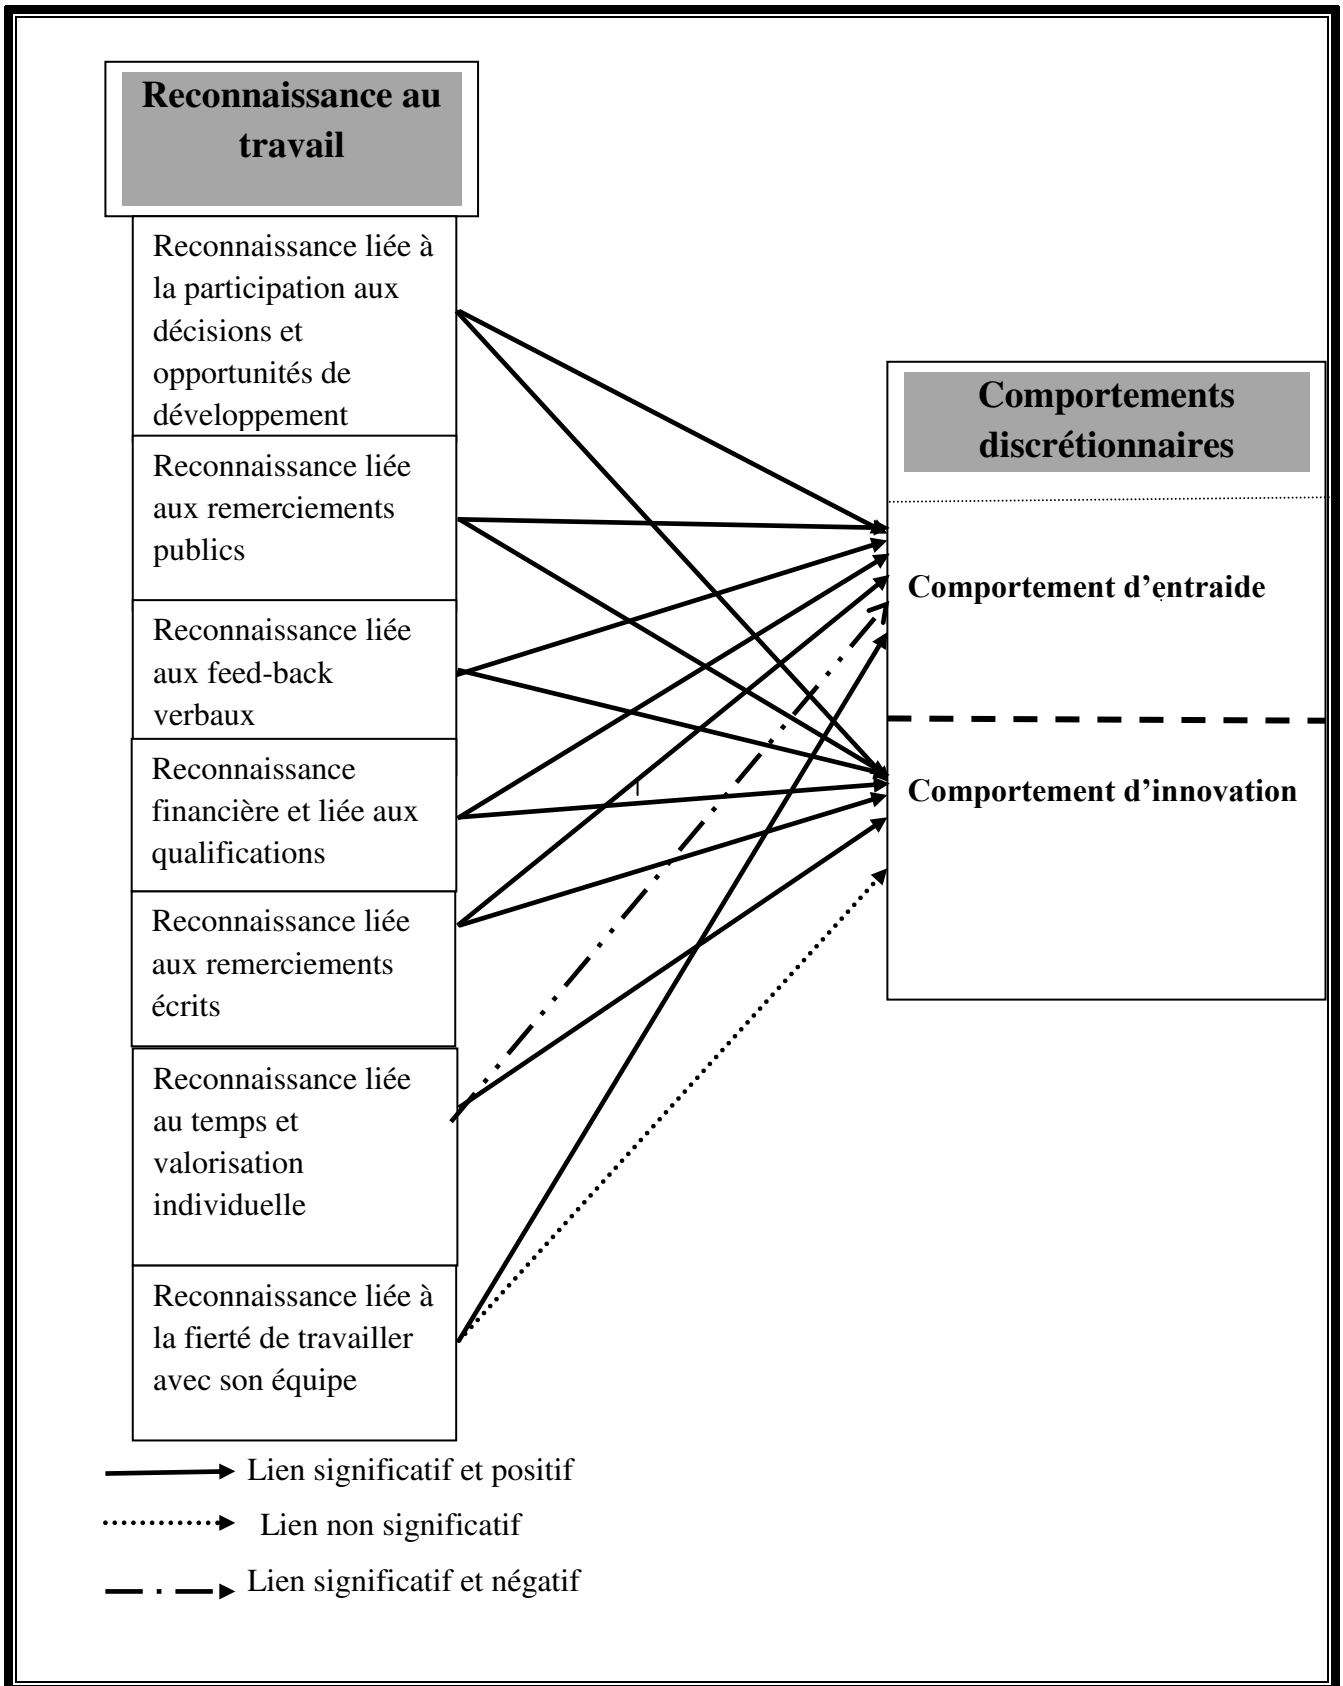 Reconnaissance au
travail
Reconnaissance liée à
la participation aux
décisions et
opportunités de
développement
Reconnaissance liée
aux remerciements
publics
Reconnaissance liée
aux feed-back
verbaux
Reconnaissance
financière et liée aux
qualifications
Reconnaissance liée
aux remerciements
écrits
Reconnaissance liée
au temps et
valorisation
individuelle
Reconnaissance liée à
la fierté de travailler
avec son équipe
Comportements
discrétionnaires
Comportement d’entraide
Comportement d’innovation
Lien significatif et positif
Lien non significatif
Lien significatif et négatif